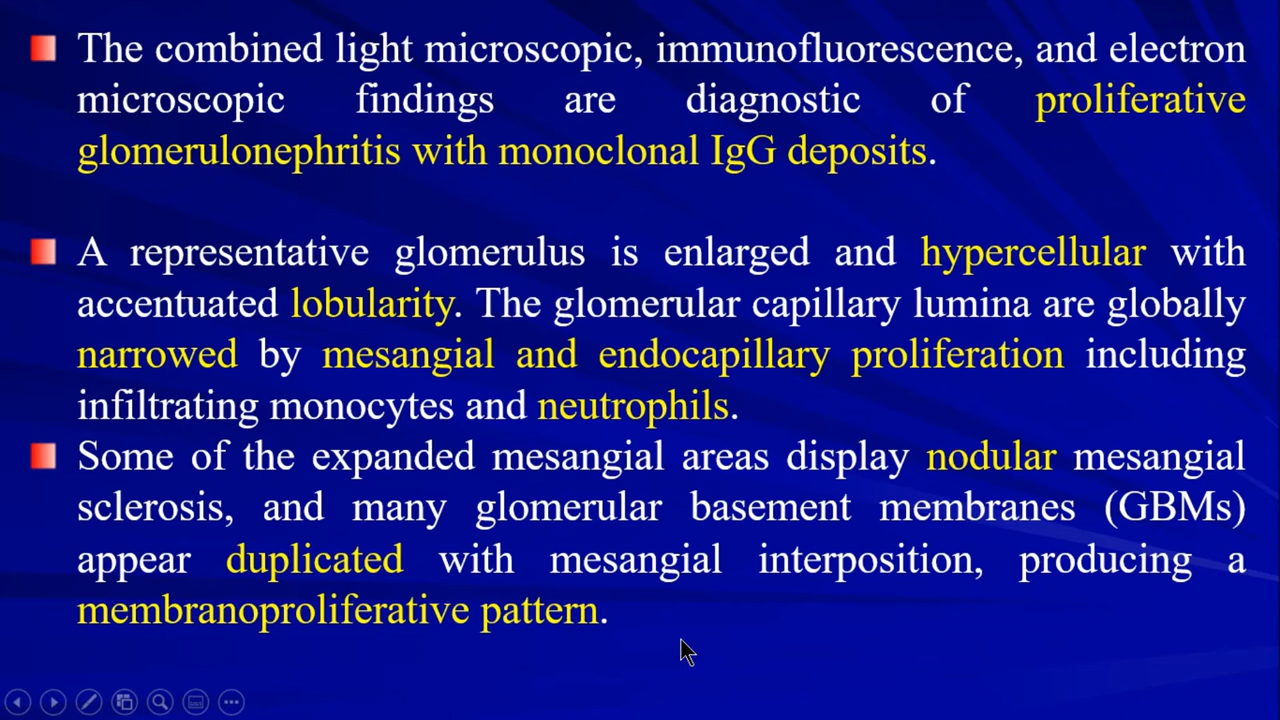 The combined light microscopic, immunofluorescence, and electron
microscopic findings are diagnostic of proliferative
glomerulonephritis with monoclonal IgG deposits.
A representative glomerulus is enlarged and hypercellular with
accentuated lobularity. The glomerular capillary lumina are globally
narrowed by mesangial and endocapillary proliferation including
infiltrating monocytes and neutrophils.
Some of the expanded mesangial areas display nodular mesangial
sclerosis, and many glomerular basement membranes (GBMs)
appear duplicated with mesangial interposition, producing a
membranoproliferative pattern.